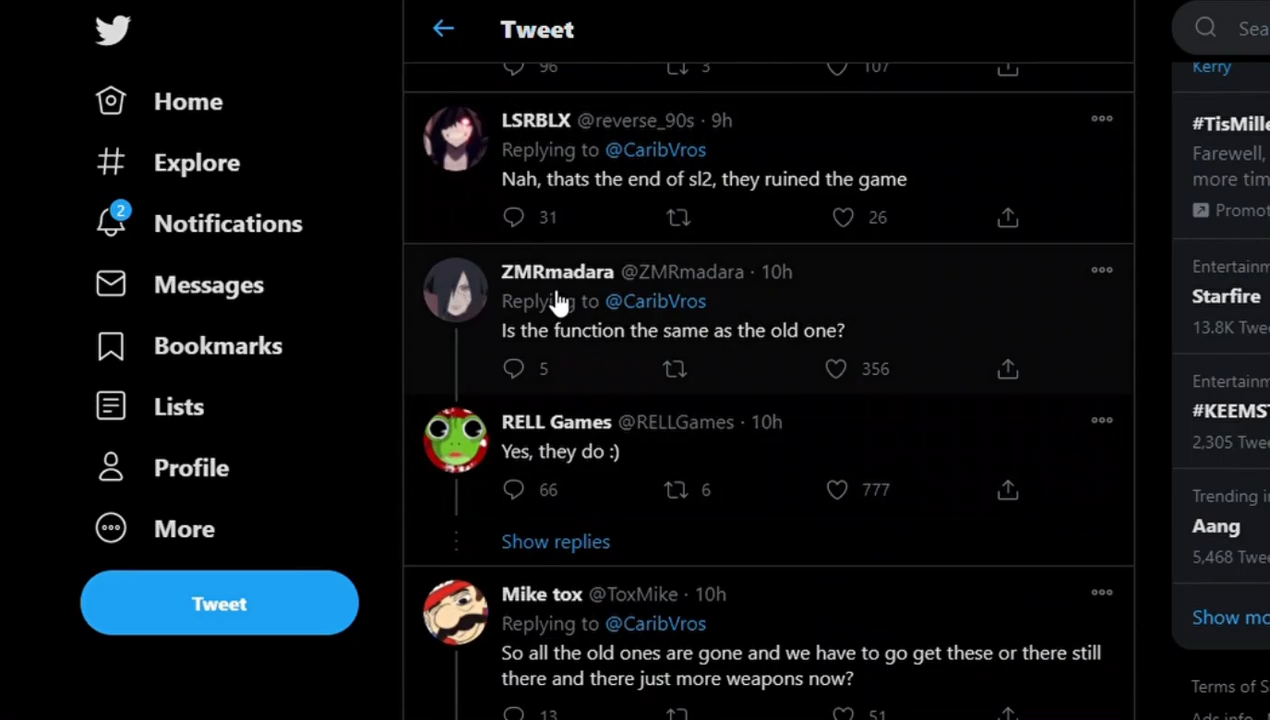 Tweet
Sea
Home
Explore
2
Notifications
Messages
Bookmarks
Lists
Profile
More
Tweet
96 3 107
LSRBLX @reverse_90s · 9h
Replying to @CaribVros
Nah, thats the end of sl2, they ruined the game
31 26
ZMRmadara @ZMRmadara · 10h
Replying to @CaribVros
Is the function the same as the old one?
5 356
RELL Games @RELLGames · 10h
Yes, they do :)
66 6 777
Show replies
Mike tox @ToxMike · 10h
Replying to @CaribVros
So all the old ones are gone and we have to go get these or there still
there and there just more weapons now?
13 51
Kerry
#TisMille
Farewell,
more tim
Promot
Entertainm
Starfire
13.8K Twee
Entertainm
#KEEMST
2,305 Twee
Trending in
Aang
5,468 Twee
Show mo
Terms of S